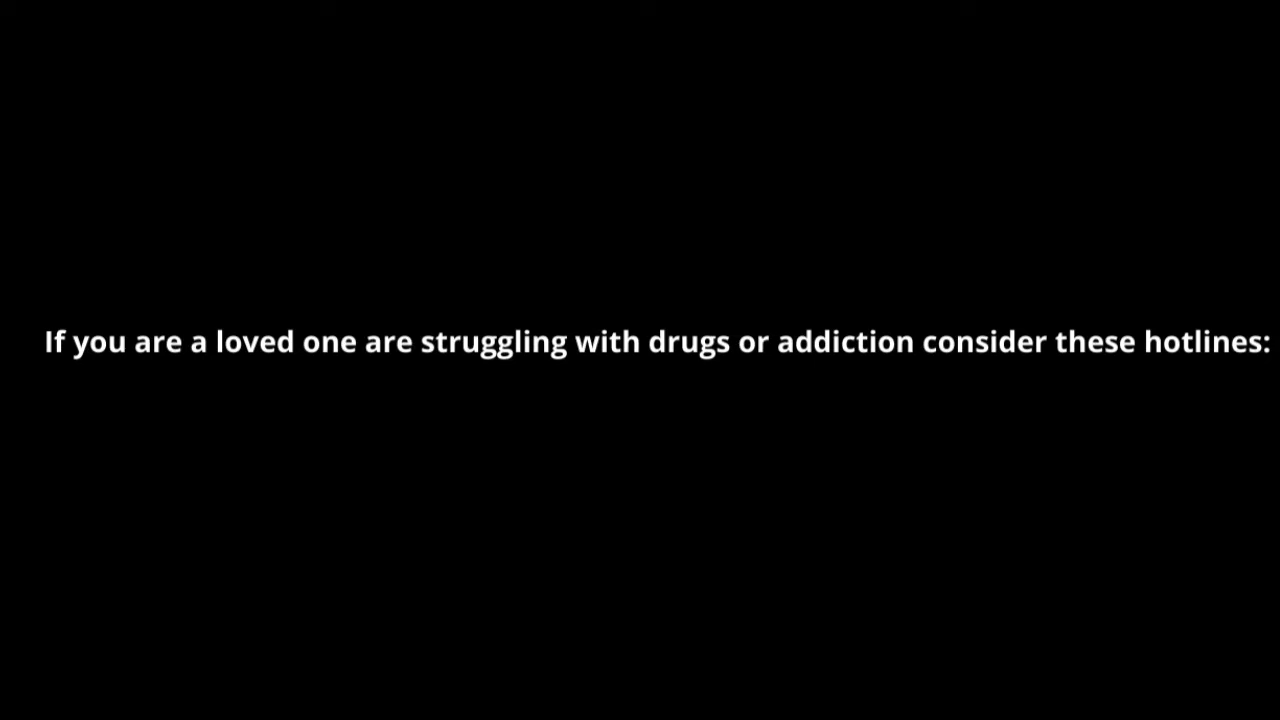 If you are a loved one are struggling with drugs or addiction consider these hotlines: